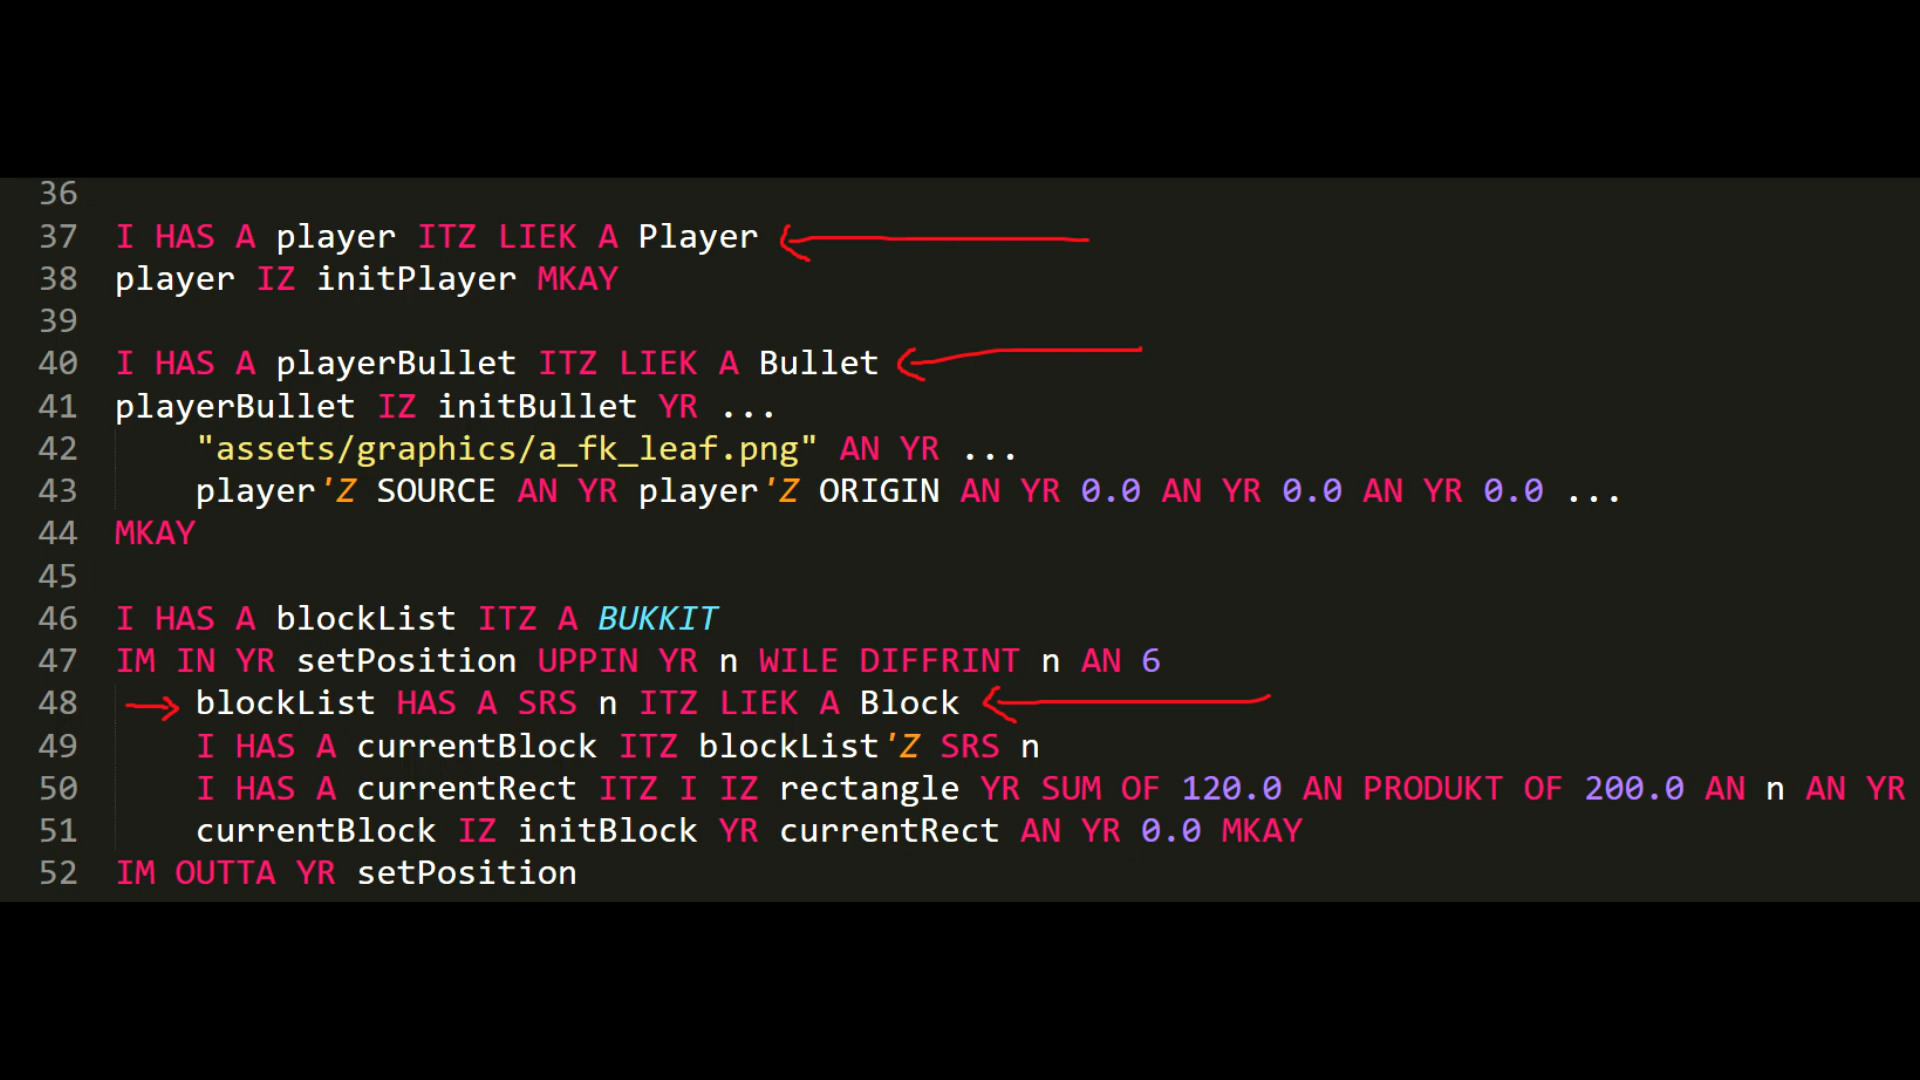 36
37 I HAS A player ITZ LIEK A Player
38 player IZ initPlayer MKAY
39
40 I HAS A playerBullet ITZ LIEK A Bullet
41 playerBullet IZ initBullet YR ...
42 "assets/graphics/a_fk_leaf.png" AN YR ...
43 player'Z SOURCE AN YR player'Z ORIGIN AN YR 0.0 AN YR 0.0 AN YR 0.0 ...
44 MKAY
45
46 I HAS A blockList ITZ A BUKKIT
47 IM IN YR setPosition UPPIN YR n WILE DIFFRINT n AN 6
48 blockList HAS A SRS n ITZ LIEK A Block
49 I HAS A currentBlock ITZ blockList'Z SRS n
50 I HAS A currentRect ITZ I IZ rectangle YR SUM OF 120.0 AN PRODUKT OF 200.0 AN n AN YR
51 currentBlock IZ initBlock YR currentRect AN YR 0.0 MKAY
52 IM OUTTA YR setPosition